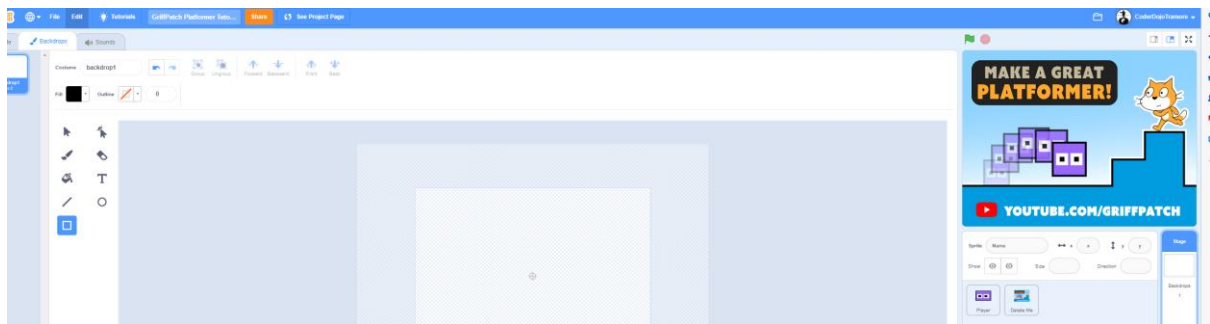 File Edit Tutorials GriffPatch Platformer Tuto... Share See Project Page CoderDojoTramore
Backdrops Sounds
Costume backdrop1 Group Ungroup Forward Backward Front Back
Fill Outline 0
T
MAKE A GREAT
PLATFORMER!
YOUTUBE.COM/GRIFFPATCH
Sprite Name x x y y
Show Size Direction
Player Delete Me
Stage
Backdrops
1